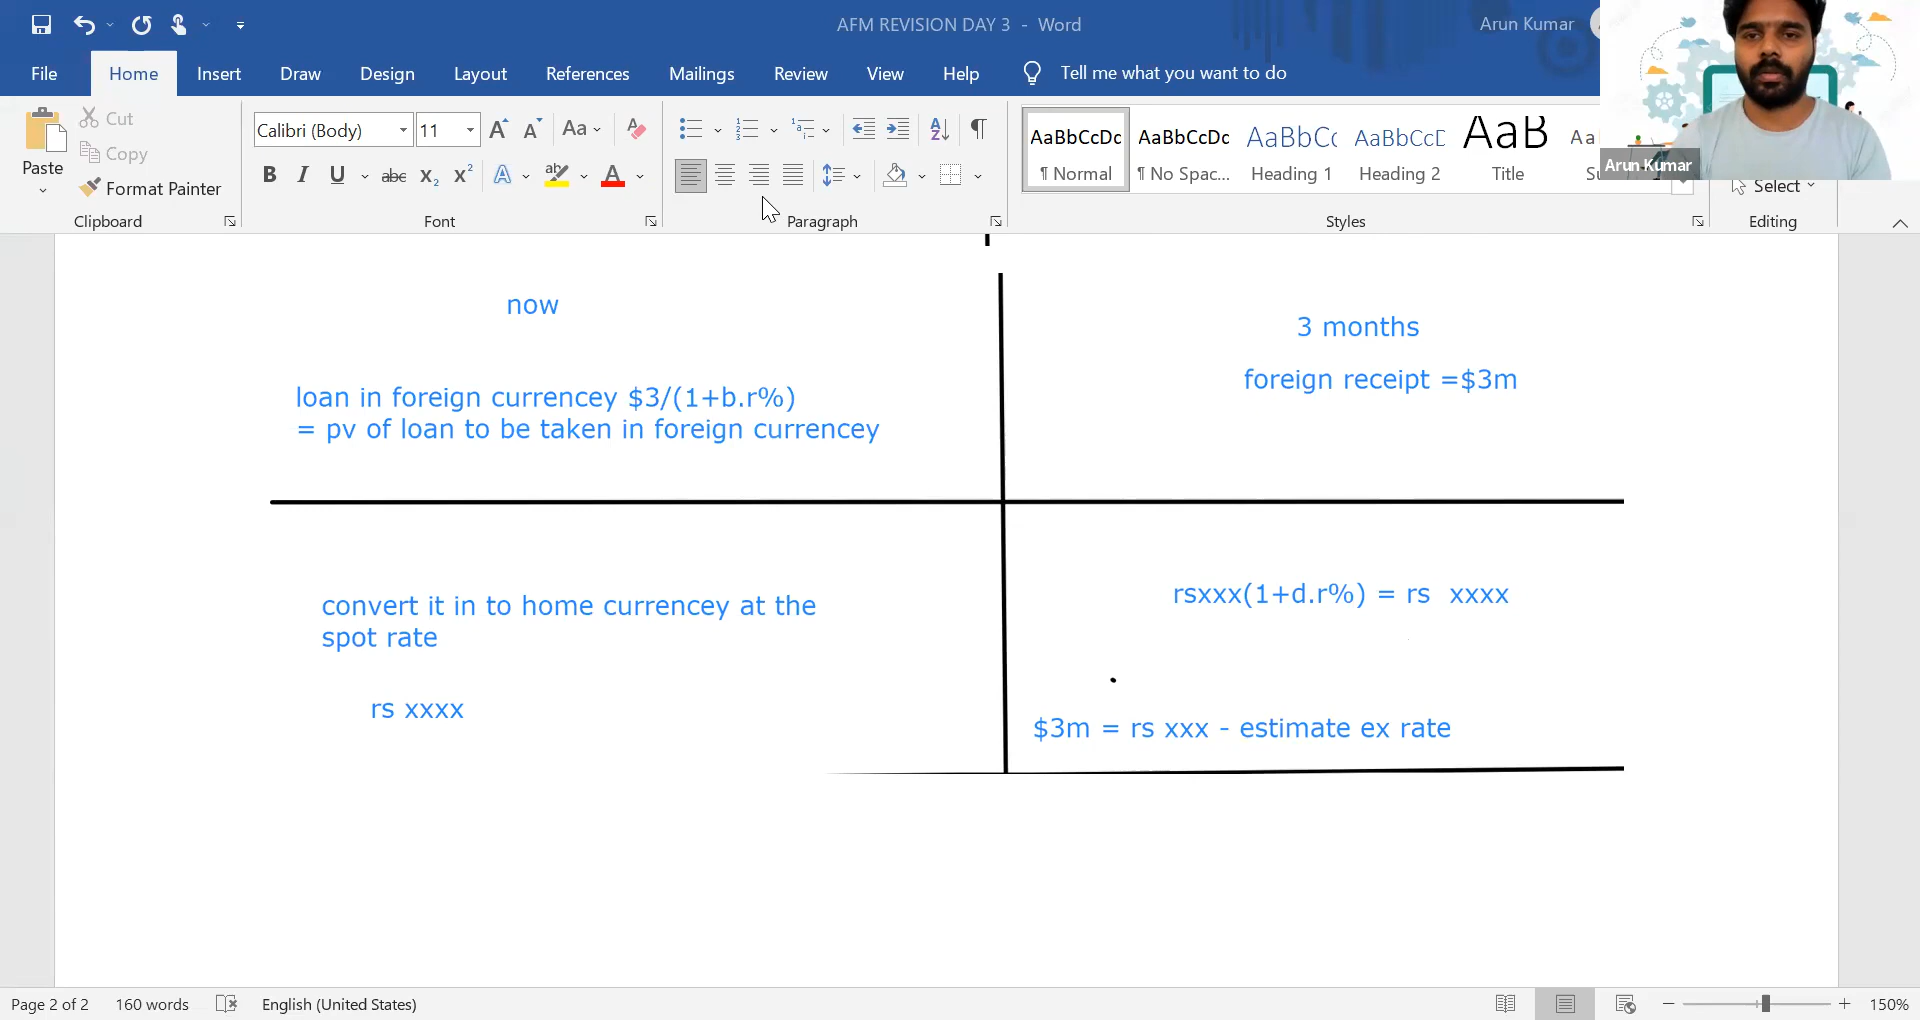 AFM REVISION DAY 3 - Word
Arun Kumar
File Home Insert Draw Design Layout References Mailings Review View Help Tell me what you want to do
Paste
Cut
Copy
Format Painter
Clipboard
Calibri (Body) 11
Font
Paragraph
AaBbCcDc AaBbCcDc AaBbCc AaBbCcD AaB Aa
¶ Normal ¶ No Spac... Heading 1 Heading 2 Title Su
Styles
Arun Kumar
Select
Editing
now
3 months
foreign receipt =$3m
loan in foreign currencey $3/(1+b.r%)
= pv of loan to be taken in foreign currencey
convert it in to home currencey at the
spot rate
rs xxxx
rsxxx(1+d.r%) = rs xxxx
$3m = rs xxx - estimate ex rate
Page 2 of 2 160 words English (United States) 150%